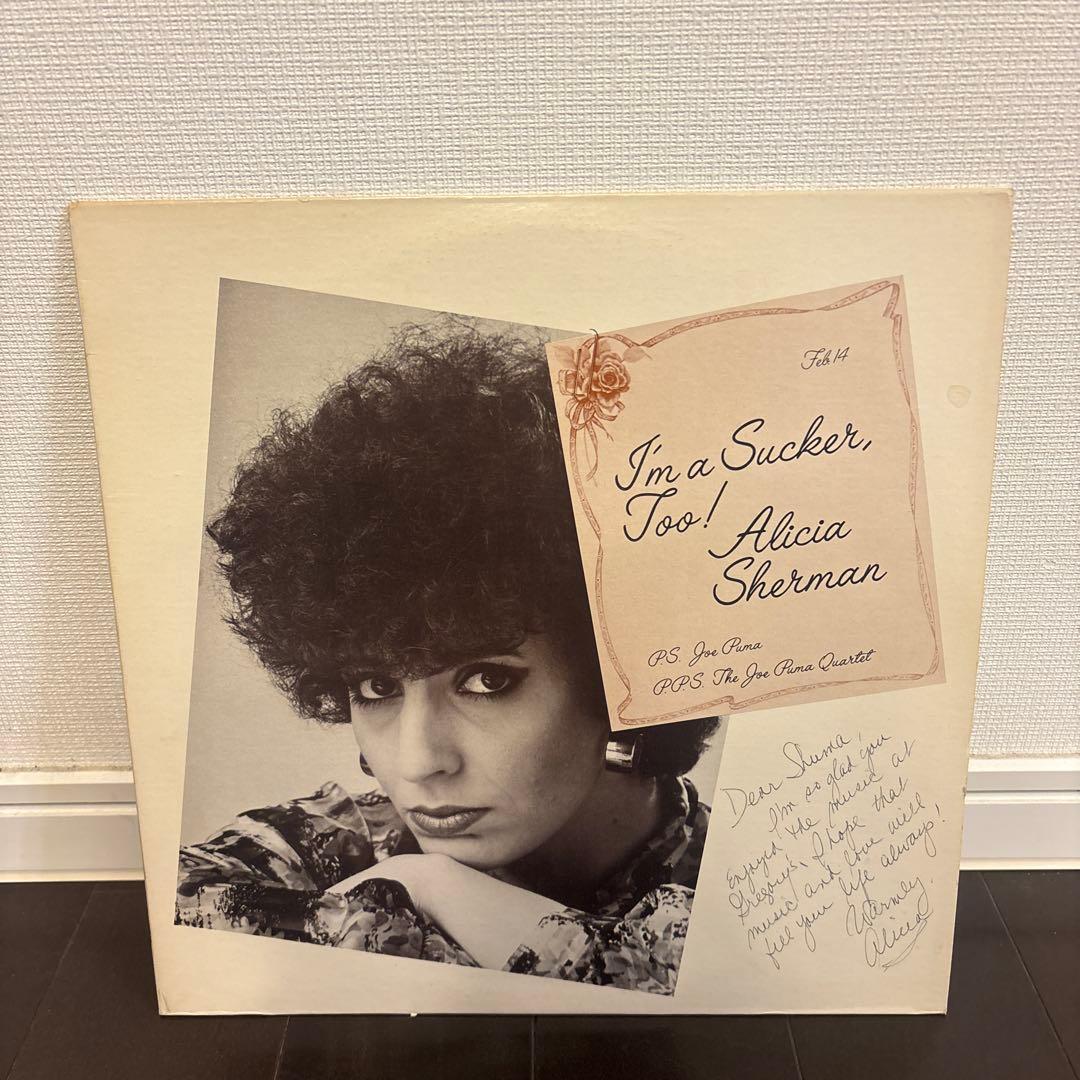 Feb 14
I'm a Sucker,
Too!
Alicia
Sherman
P.S. Joe Puma
P.P.S. The Joe Puma Quartet
Dear Shuma,
I'm so glad you
enjoyed the music at
Gregory's. I hope that
music and love will
fill your life always!
Warmly,
Alicia